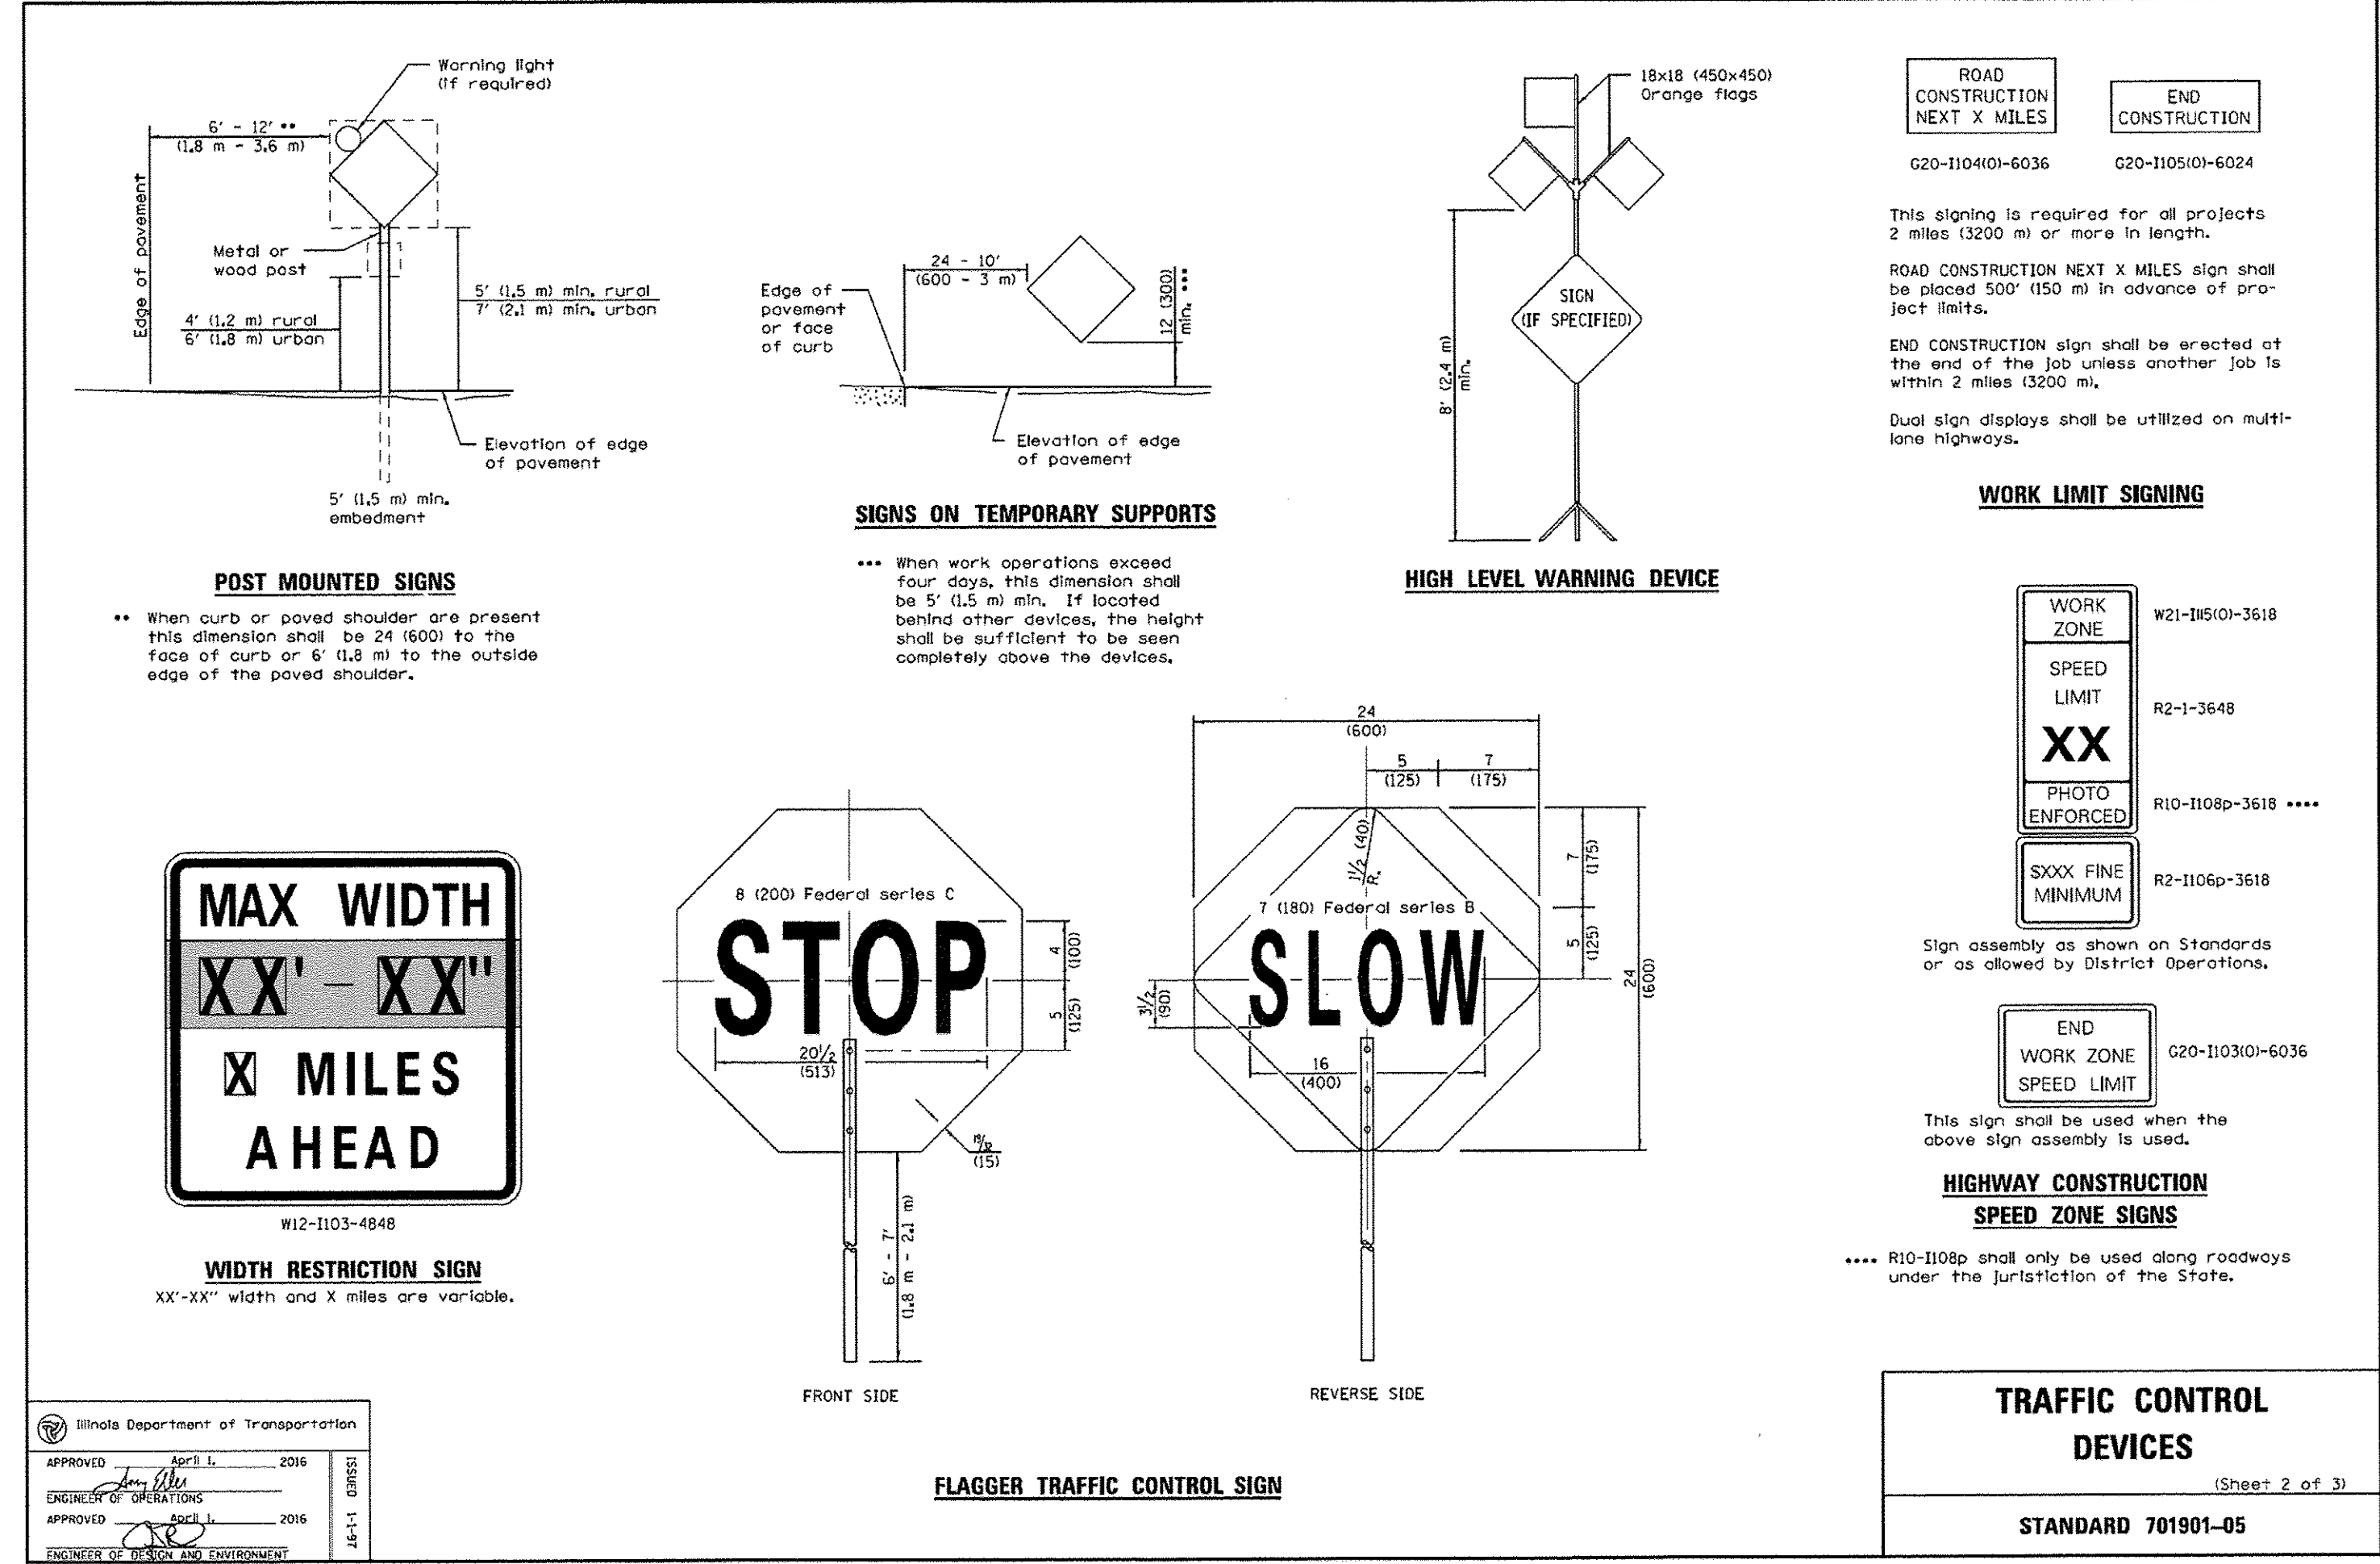 Warning light
(if required)
6' - 12' ••
(1.8 m - 3.6 m)
Edge of pavement
Metal or
wood post
5' (1.5 m) min. rural
7' (2.1 m) min. urban
4' (1.2 m) rural
6' (1.8 m) urban
Elevation of edge
of pavement
5' (1.5 m) min.
embedment
POST MOUNTED SIGNS
•• When curb or paved shoulder are present
this dimension shall be 24 (600) to the
face of curb or 6' (1.8 m) to the outside
edge of the paved shoulder.
24 - 10'
(600 - 3 m)
Edge of
pavement
or face
of curb
12 (300)
min. •••
Elevation of edge
of pavement
SIGNS ON TEMPORARY SUPPORTS
••• When work operations exceed
four days, this dimension shall
be 5' (1.5 m) min. If located
behind other devices, the height
shall be sufficient to be seen
completely above the devices.
18x18 (450x450)
Orange flags
SIGN
(IF SPECIFIED)
8' (2.4 m)
min.
HIGH LEVEL WARNING DEVICE
ROAD
CONSTRUCTION
NEXT X MILES
G20-I104(0)-6036
END
CONSTRUCTION
G20-I105(0)-6024
This signing is required for all projects
2 miles (3200 m) or more in length.
ROAD CONSTRUCTION NEXT X MILES sign shall
be placed 500' (150 m) in advance of pro-
ject limits.
END CONSTRUCTION sign shall be erected at
the end of the job unless another job is
within 2 miles (3200 m).
Dual sign displays shall be utilized on multi-
lane highways.
WORK LIMIT SIGNING
WORK
ZONE
W21-I115(0)-3618
SPEED
LIMIT
XX
R2-1-3648
PHOTO
ENFORCED
R10-I108p-3618 ••••
$XXX FINE
MINIMUM
R2-I106p-3618
Sign assembly as shown on Standards
or as allowed by District Operations.
END
WORK ZONE
SPEED LIMIT
G20-I103(0)-6036
This sign shall be used when the
above sign assembly is used.
HIGHWAY CONSTRUCTION
SPEED ZONE SIGNS
•••• R10-I108p shall only be used along roadways
under the juristiction of the State.
MAX WIDTH
XX' - XX"
X MILES
AHEAD
W12-I103-4848
WIDTH RESTRICTION SIGN
XX'-XX" width and X miles are variable.
8 (200) Federal series C
STOP
4
(100)
5
(125)
20 1/2
(513)
(15)
6' - 7'
(1.8 m - 2.1 m)
FRONT SIDE
24
(600)
5
(125)
7
(175)
1 1/2 (40)
R.
7 (180) Federal series B
SLOW
7
(175)
5
(125)
24
(600)
3 1/2
(90)
16
(400)
REVERSE SIDE
FLAGGER TRAFFIC CONTROL SIGN
Illinois Department of Transportation
APPROVED April 1, 2016
ENGINEER OF OPERATIONS
APPROVED April 1, 2016
ENGINEER OF DESIGN AND ENVIRONMENT
ISSUED 1-1-97
TRAFFIC CONTROL
DEVICES
(Sheet 2 of 3)
STANDARD 701901-05